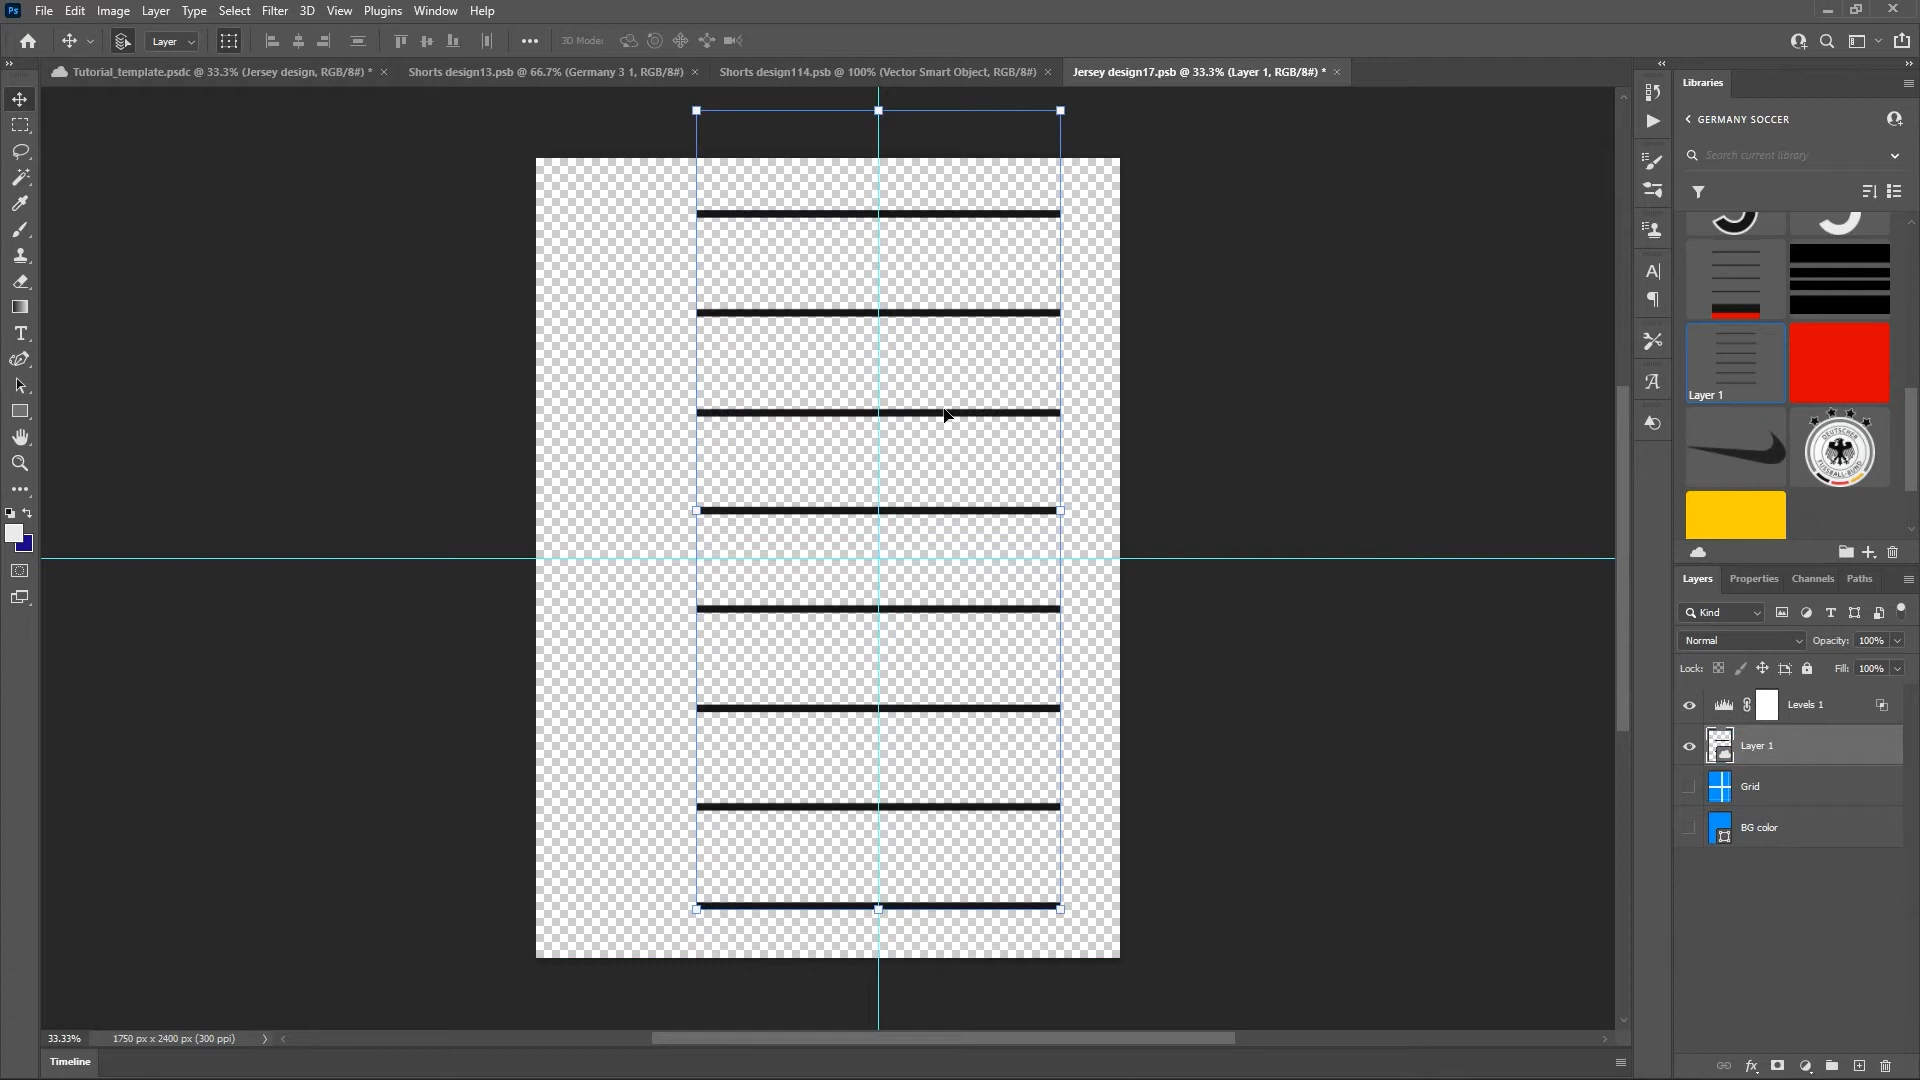 Ps File Edit Image Layer Type Select Filter 3D View Plugins Window Help
Layer 3D Mode:
Tutorial_template.psdc @ 33.3% (Jersey design, RGB/8#) * × Shorts design13.psb @ 66.7% (Germany 3 1, RGB/8#) × Shorts design114.psb @ 100% (Vector Smart Object, RGB/8#) × Jersey design17.psb @ 33.3% (Layer 1, RGB/8#) * ×
Libraries
GERMANY SOCCER
Search current library
Layer 1
DEUTSCHER
FUSSBALL-BUND
Layers Properties Channels Paths
Kind
Normal Opacity: 100%
Lock: Fill: 100%
Levels 1
Layer 1
Grid
BG color
33.33% 1750 px x 2400 px (300 ppi)
Timeline